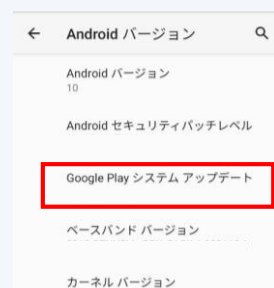 Android バージョン
Android バージョン
10
Android セキュリティパッチレベル
Google Play システム アップデート
ベースバンド バージョン
カーネル バージョン